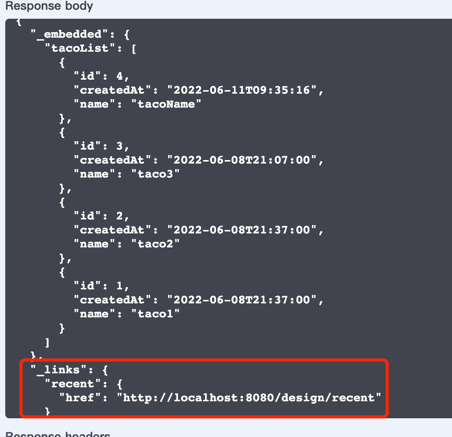 Response body
{
"_embedded": {
"tacoList": [
{
"id": 4,
"createdAt": "2022-06-11T09:35:16",
"name": "tacoName"
},
{
"id": 3,
"createdAt": "2022-06-08T21:07:00",
"name": "taco3"
},
{
"id": 2,
"createdAt": "2022-06-08T21:37:00",
"name": "taco2"
},
{
"id": 1,
"createdAt": "2022-06-08T21:37:00",
"name": "taco1"
}
]
},
"_links": {
"recent": {
"href": "http://localhost:8080/design/recent"
}
Response headers